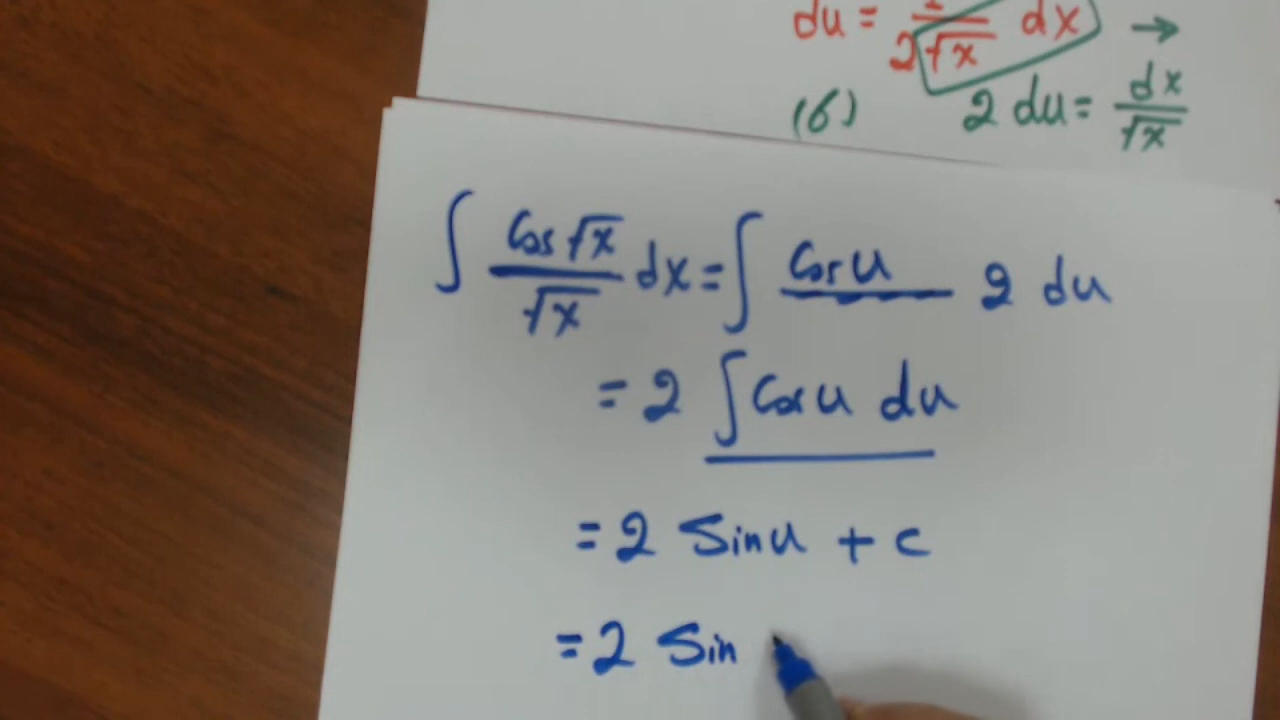 du = 1/2√x dx →
(6) 2 du = dx/√x
∫ cos √x/√x dx = ∫ cos u 2 du
= 2 ∫ cos u du
= 2 Sin u + c
= 2 Sin